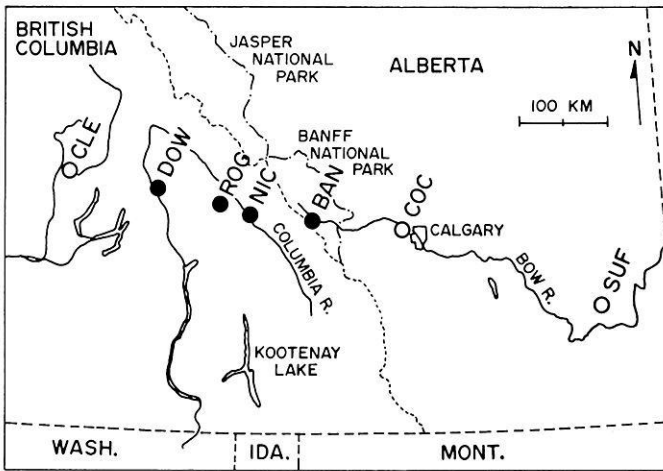 BRITISH
COLUMBIA
JASPER
NATIONAL
PARK
ALBERTA
N
100 KM
CLE
DOW
ROG
NIC
BANFF
NATIONAL
PARK
BAN
COC
CALGARY
COLUMBIA R.
BOW R.
SUF
KOOTENAY
LAKE
WASH.
IDA.
MONT.